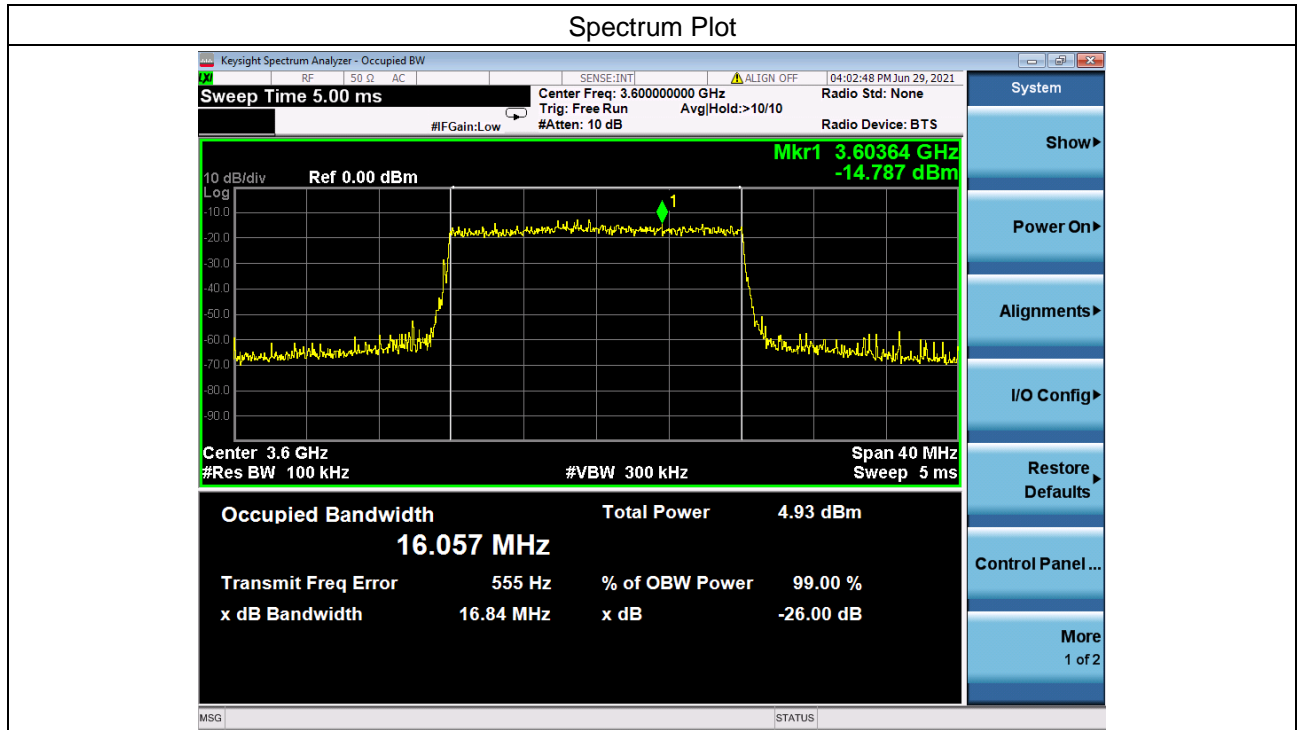 Spectrum Plot
Keysight Spectrum Analyzer - Occupied BW
LXI RF 50 Ω AC SENSE:INT ALIGN OFF 04:02:48 PM Jun 29, 2021
Sweep Time 5.00 ms
Center Freq: 3.600000000 GHz
Radio Std: None
Trig: Free Run Avg|Hold:>10/10
#IFGain:Low #Atten: 10 dB Radio Device: BTS
Mkr1 3.60364 GHz
-14.787 dBm
10 dB/div Ref 0.00 dBm
Log
-10.0
1
-20.0
-30.0
-40.0
-50.0
-60.0
-70.0
-80.0
-90.0
Center 3.6 GHz Span 40 MHz
#Res BW 100 kHz #VBW 300 kHz Sweep 5 ms
Occupied Bandwidth Total Power 4.93 dBm
16.057 MHz
Transmit Freq Error 555 Hz % of OBW Power 99.00 %
x dB Bandwidth 16.84 MHz x dB -26.00 dB
MSG STATUS
System
Show
Power On
Alignments
I/O Config
Restore
Defaults
Control Panel...
More
1 of 2